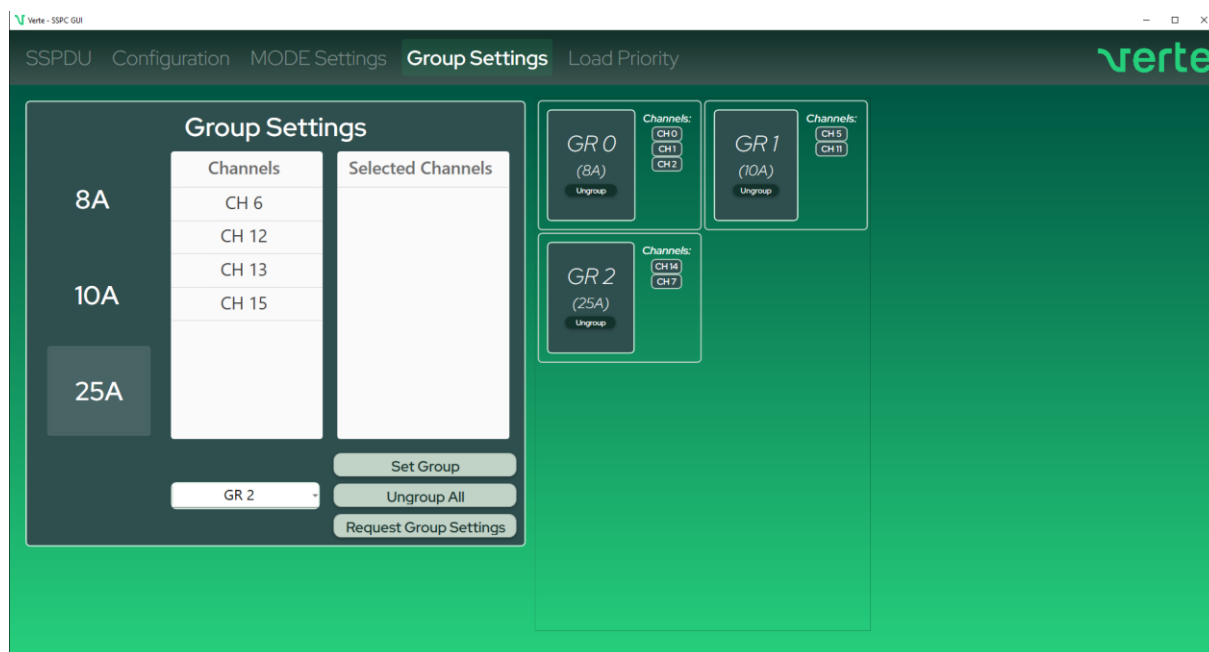 Verte - SSPC GUI
SSPDU Configuration MODE Settings Group Settings Load Priority
verte
Group Settings
8A
10A
25A
Channels
CH 6
CH 12
CH 13
CH 15
Selected Channels
GR 2
Set Group
Ungroup All
Request Group Settings
GR 0
(8A)
Ungroup
Channels:
CH 0
CH 1
CH 2
GR 1
(10A)
Ungroup
Channels:
CH 5
CH 11
GR 2
(25A)
Ungroup
Channels:
CH 14
CH 7